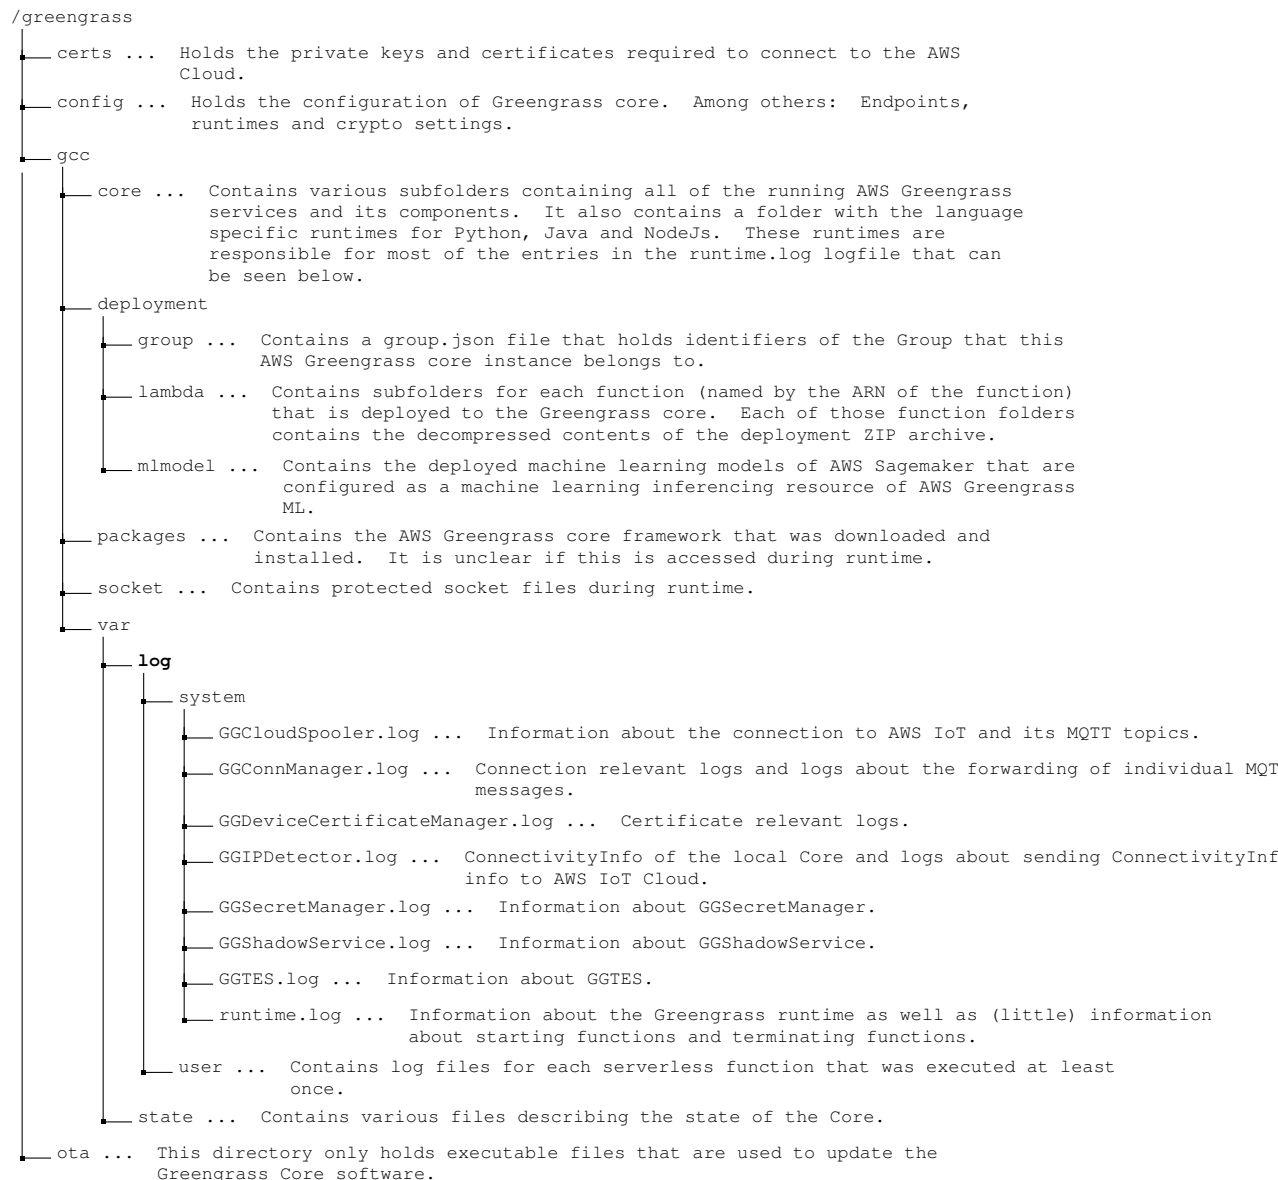 /greengrass
certs ... Holds the private keys and certificates required to connect to the AWS
Cloud.
config ... Holds the configuration of Greengrass core. Among others: Endpoints,
runtimes and crypto settings.
gcc
core ... Contains various subfolders containing all of the running AWS Greengrass
services and its components. It also contains a folder with the language
specific runtimes for Python, Java and NodeJs. These runtimes are
responsible for most of the entries in the runtime.log logfile that can
be seen below.
deployment
group ... Contains a group.json file that holds identifiers of the Group that this
AWS Greengrass core instance belongs to.
lambda ... Contains subfolders for each function (named by the ARN of the function)
that is deployed to the Greengrass core. Each of those function folders
contains the decompressed contents of the deployment ZIP archive.
mlmodel ... Contains the deployed machine learning models of AWS Sagemaker that are
configured as a machine learning inferencing resource of AWS Greengrass
ML.
packages ... Contains the AWS Greengrass core framework that was downloaded and
installed. It is unclear if this is accessed during runtime.
socket ... Contains protected socket files during runtime.
var
log
system
GGCloudSpooler.log ... Information about the connection to AWS IoT and its MQTT topics.
GGConnManager.log ... Connection relevant logs and logs about the forwarding of individual MQT
messages.
GGDeviceCertificateManager.log ... Certificate relevant logs.
GGIPDetector.log ... ConnectivityInfo of the local Core and logs about sending ConnectivityInf
info to AWS IoT Cloud.
GGSecretManager.log ... Information about GGSecretManager.
GGShadowService.log ... Information about GGShadowService.
GGTES.log ... Information about GGTES.
runtime.log ... Information about the Greengrass runtime as well as (little) information
about starting functions and terminating functions.
user ... Contains log files for each serverless function that was executed at least
once.
state ... Contains various files describing the state of the Core.
ota ... This directory only holds executable files that are used to update the
Greengrass Core software.